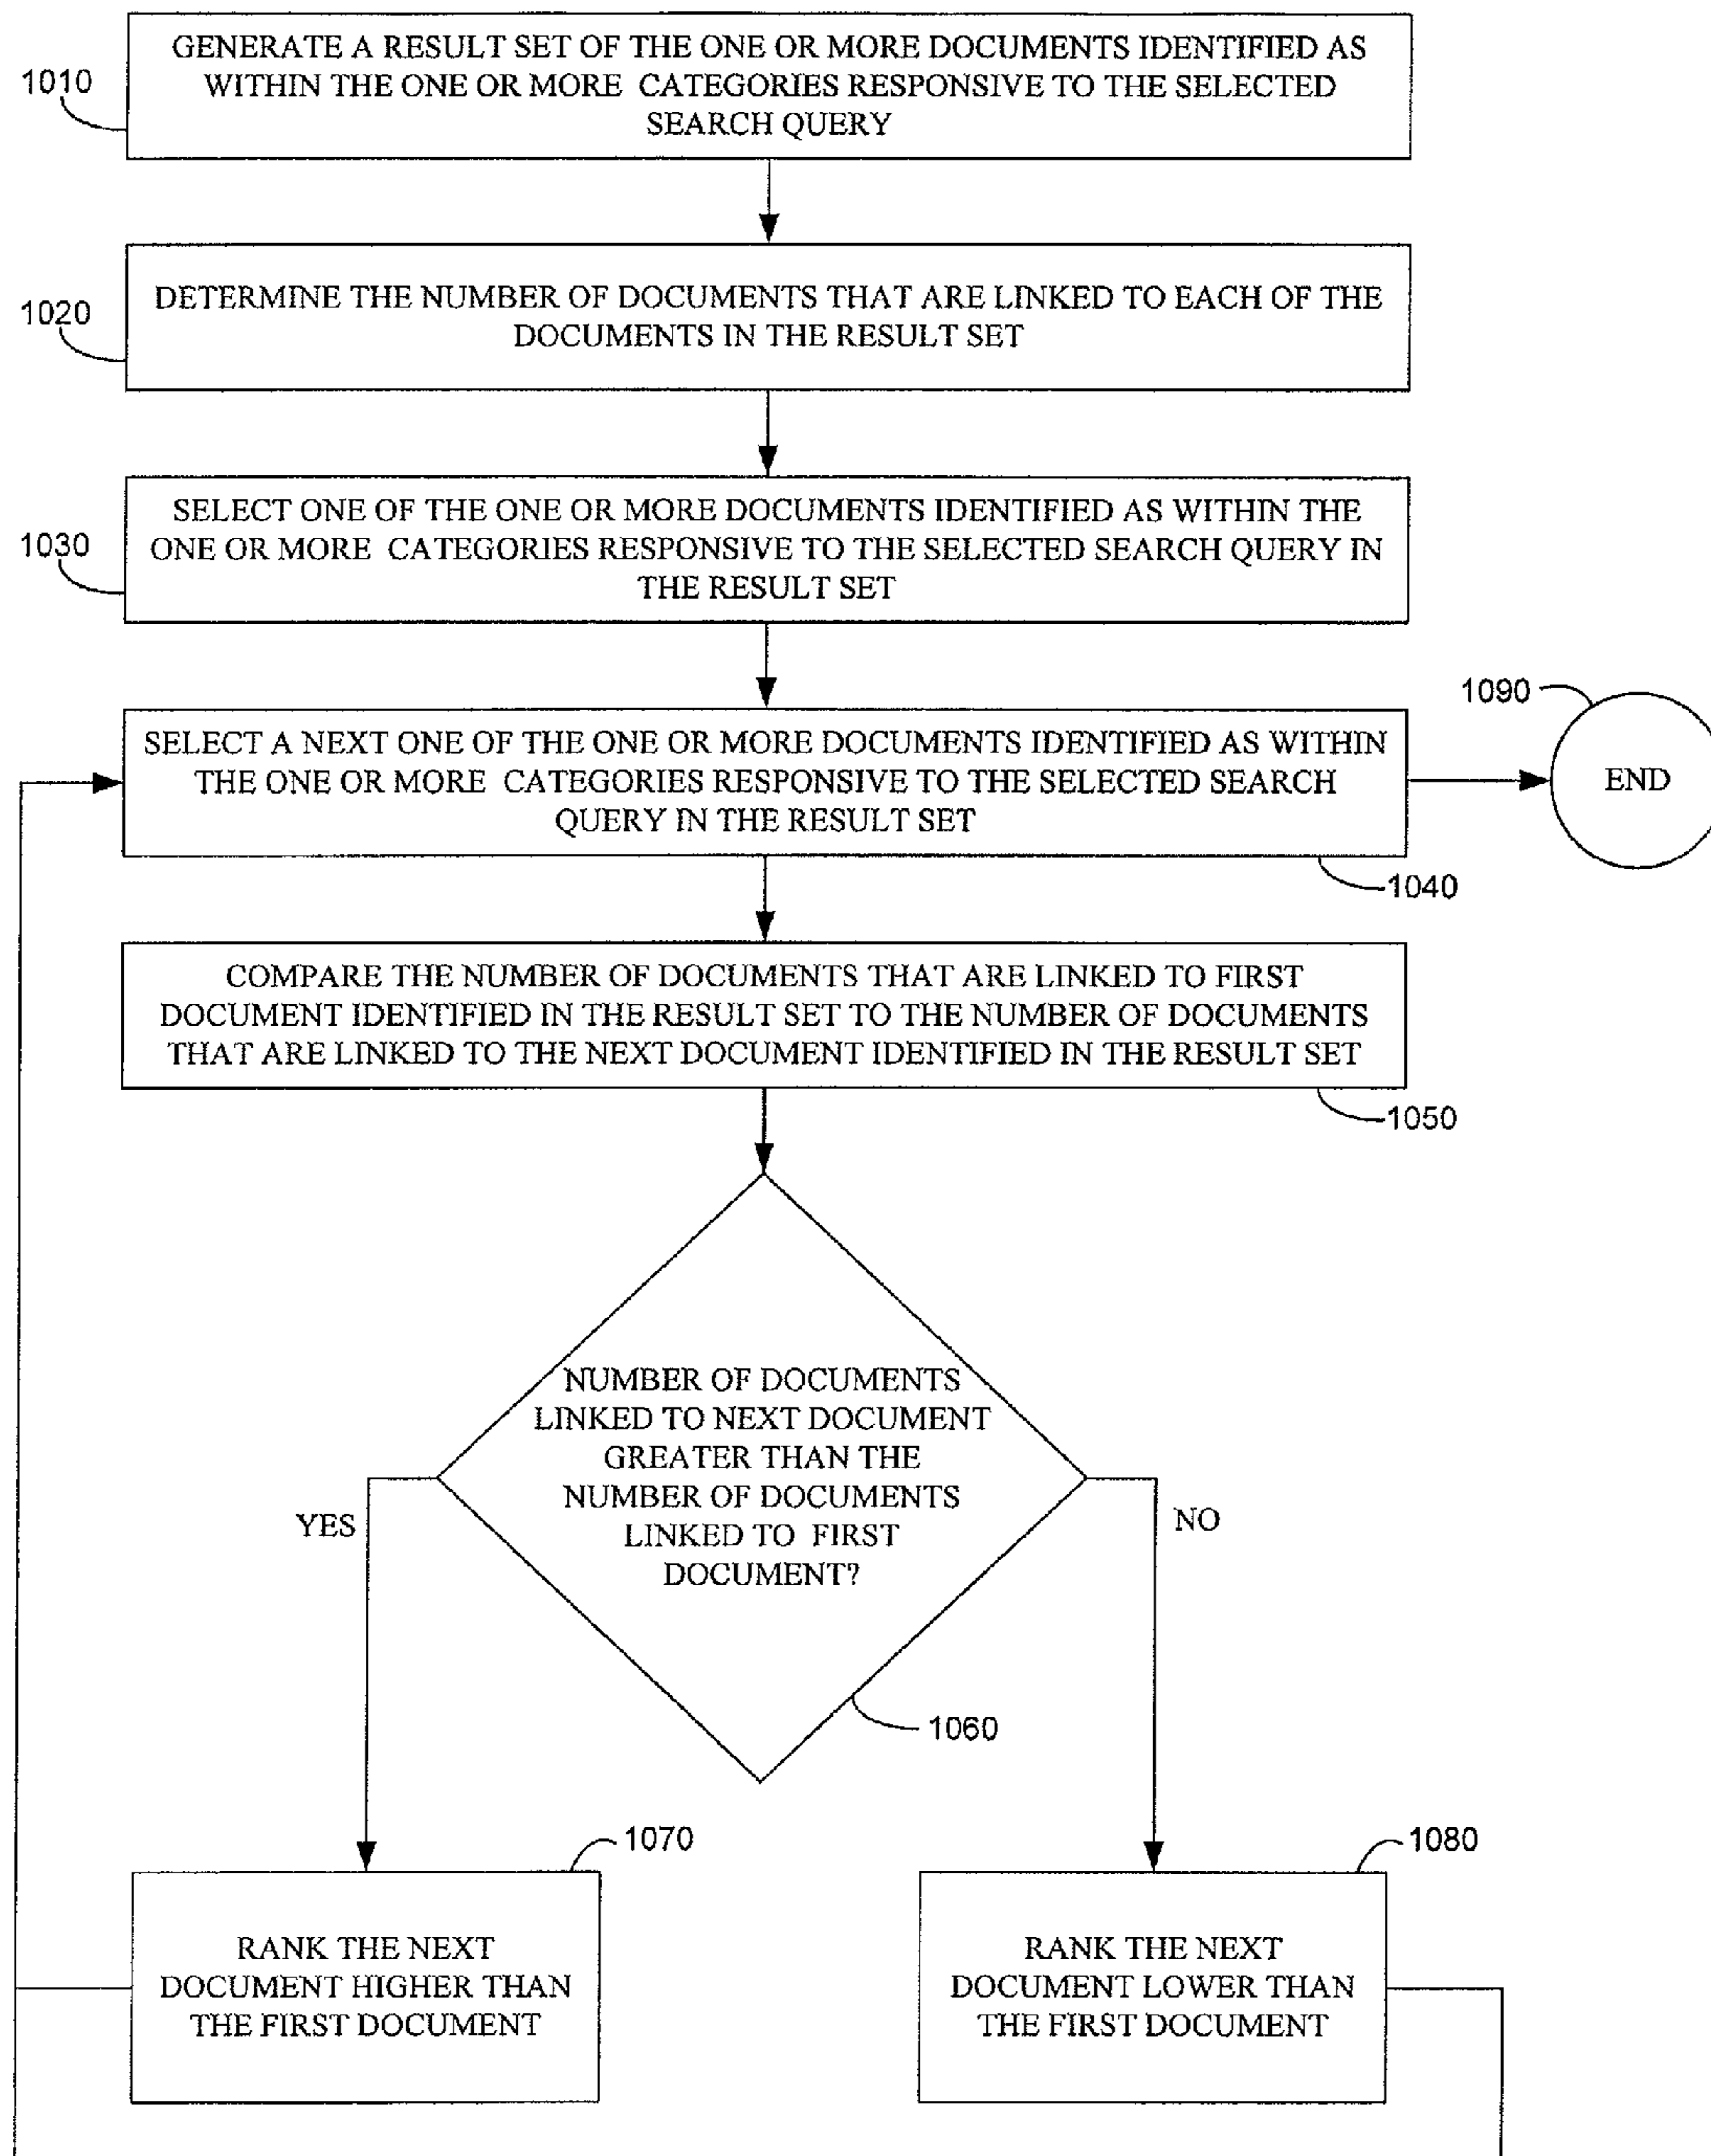 GENERATE A RESULT SET OF THE ONE OR MORE DOCUMENTS IDENTIFIED AS
WITHIN THE ONE OR MORE CATEGORIES RESPONSIVE TO THE SELECTED
SEARCH QUERY
1010
DETERMINE THE NUMBER OF DOCUMENTS THAT ARE LINKED TO EACH OF THE
DOCUMENTS IN THE RESULT SET
1020
SELECT ONE OF THE ONE OR MORE DOCUMENTS IDENTIFIED AS WITHIN THE
ONE OR MORE CATEGORIES RESPONSIVE TO THE SELECTED SEARCH QUERY IN
THE RESULT SET
1030
SELECT A NEXT ONE OF THE ONE OR MORE DOCUMENTS IDENTIFIED AS WITHIN
THE ONE OR MORE CATEGORIES RESPONSIVE TO THE SELECTED SEARCH
QUERY IN THE RESULT SET
1040
1090
END
COMPARE THE NUMBER OF DOCUMENTS THAT ARE LINKED TO FIRST
DOCUMENT IDENTIFIED IN THE RESULT SET TO THE NUMBER OF DOCUMENTS
THAT ARE LINKED TO THE NEXT DOCUMENT IDENTIFIED IN THE RESULT SET
1050
NUMBER OF DOCUMENTS
LINKED TO NEXT DOCUMENT
GREATER THAN THE
NUMBER OF DOCUMENTS
LINKED TO FIRST
DOCUMENT?
YES
NO
1060
1070
RANK THE NEXT
DOCUMENT HIGHER THAN
THE FIRST DOCUMENT
1080
RANK THE NEXT
DOCUMENT LOWER THAN
THE FIRST DOCUMENT